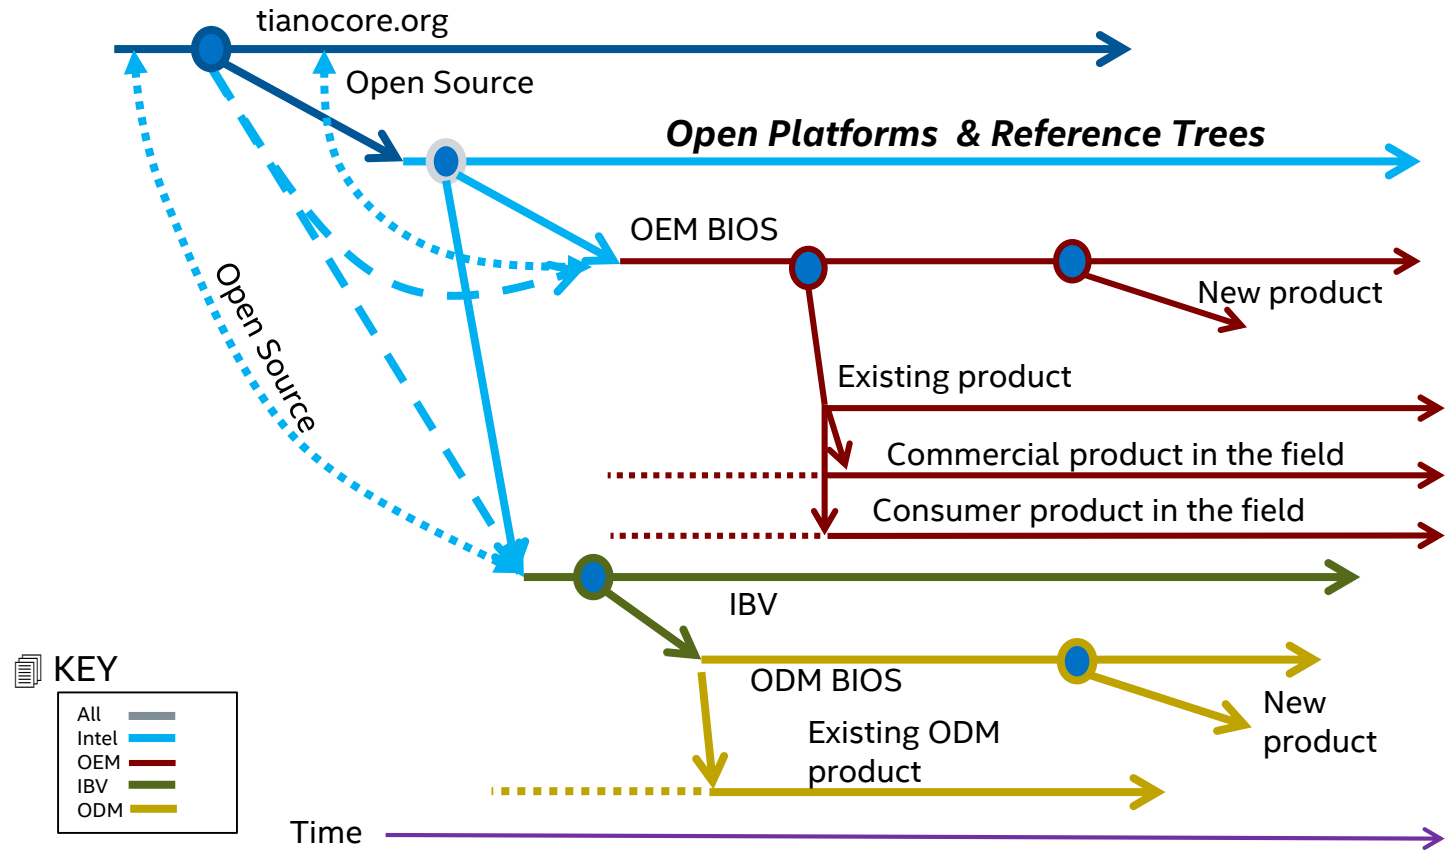 tianocore.org
Open Source
Open Platforms & Reference Trees
OEM BIOS
Open Source
New product
Existing product
Commercial product in the field
Consumer product in the field
IBV
KEY
ODM BIOS
All
Intel
OEM
IBV
ODM
New
product
Existing ODM
product
Time